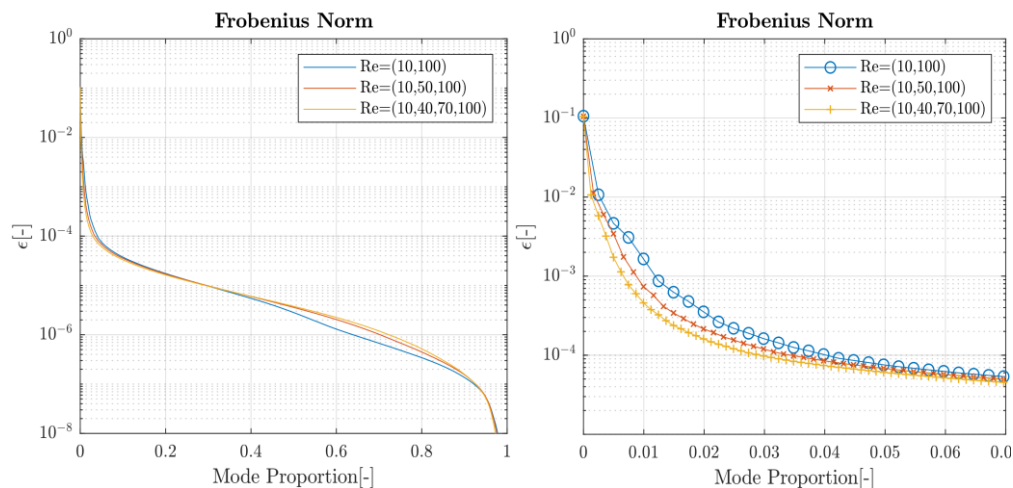 Frobenius Norm
10^0
10^-2
10^-4
10^-6
10^-8
ϵ[-]
0
0.2
0.4
0.6
0.8
1
Mode Proportion[-]
Re=(10,100)
Re=(10,50,100)
Re=(10,40,70,100)
Frobenius Norm
10^0
10^-1
10^-2
10^-3
10^-4
ϵ[-]
0
0.01
0.02
0.03
0.04
0.05
0.06
0.0
Mode Proportion[-]
Re=(10,100)
Re=(10,50,100)
Re=(10,40,70,100)